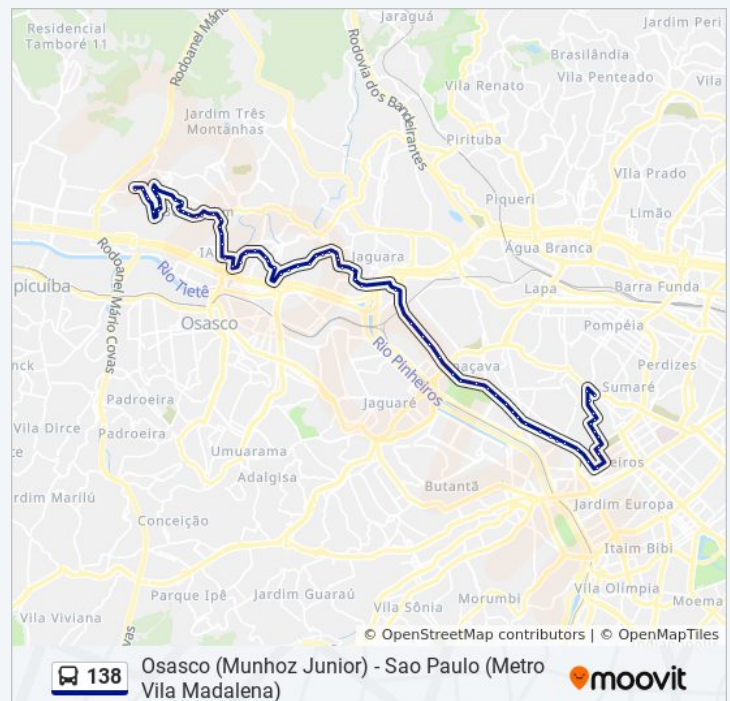 Residencial
Tamboré 11
Jaraguá
Jardim Peri
Rodoanel Mário
Rodovia dos Bandeirantes
Brasilândia
Vila Renato
Vila Penteado
Vila
Jardim Três
Montanhas
Pirituba
VIla Prado
Piqueri
Limão
Água Branca
Jaguara
IA
Rio Tietê
Rodoanel Mário Covas
Lapa
Barra Funda
picuíba
Osasco
Pompéia
Rio Pinheiros
Perdizes
açava
Sumaré
Padroeira
Jaguaré
Vila Dirce
Padroeira
Umuarama
Adalgisa
Butantã
Jardim Europa
rdim Marilú
Conceição
Itaim Bibi
Parque Ipê
Jardim Guaraú
Vila Olímpia
Morumbi
Moema
Vila Sônia
Vila Viviana
© OpenStreetMap contributors | © OpenMapTiles
138
Osasco (Munhoz Junior) - Sao Paulo (Metro
Vila Madalena)
moovit